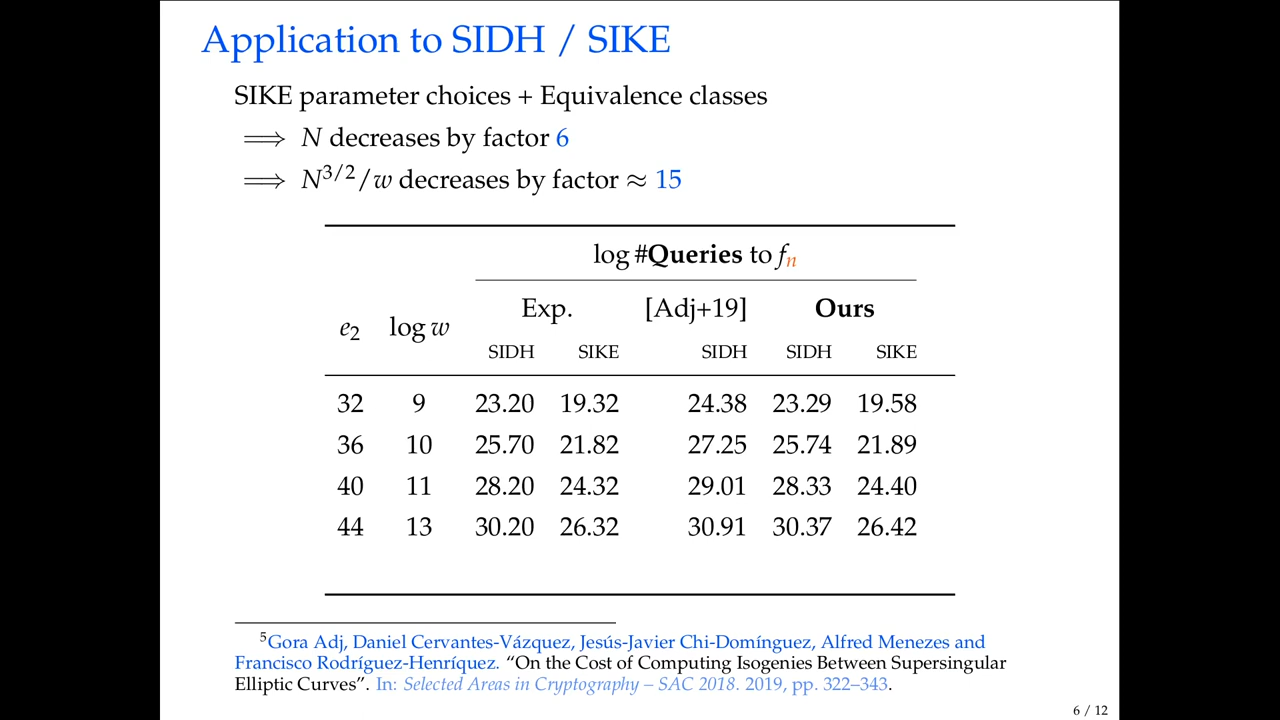 Application to SIDH / SIKE
SIKE parameter choices + Equivalence classes
⟹ N decreases by factor 6
⟹ N^{3/2}/w decreases by factor ≈ 15
log #Queries to f_n
e_2 log w Exp. [Adj+19] Ours
SIDH SIKE SIDH SIDH SIKE
32 9 23.20 19.32 24.38 23.29 19.58
36 10 25.70 21.82 27.25 25.74 21.89
40 11 28.20 24.32 29.01 28.33 24.40
44 13 30.20 26.32 30.91 30.37 26.42
⁵Gora Adj, Daniel Cervantes-Vázquez, Jesús-Javier Chi-Domínguez, Alfred Menezes and
Francisco Rodríguez-Henríquez. “On the Cost of Computing Isogenies Between Supersingular
Elliptic Curves”. In: Selected Areas in Cryptography – SAC 2018. 2019, pp. 322–343.
6 / 12